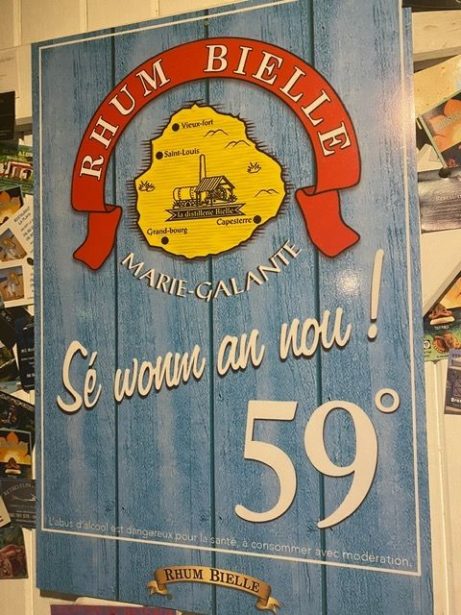 RHUM BIELLE
Vieux-fort
Saint-Louis
la distillerie Bielle
Capesterre
Grand-bourg
MARIE-GALANTE
Sé wonm an nou !
59°
L'abus d'alcool est dangereux pour la santé, à consommer avec modération.
RHUM BIELLE